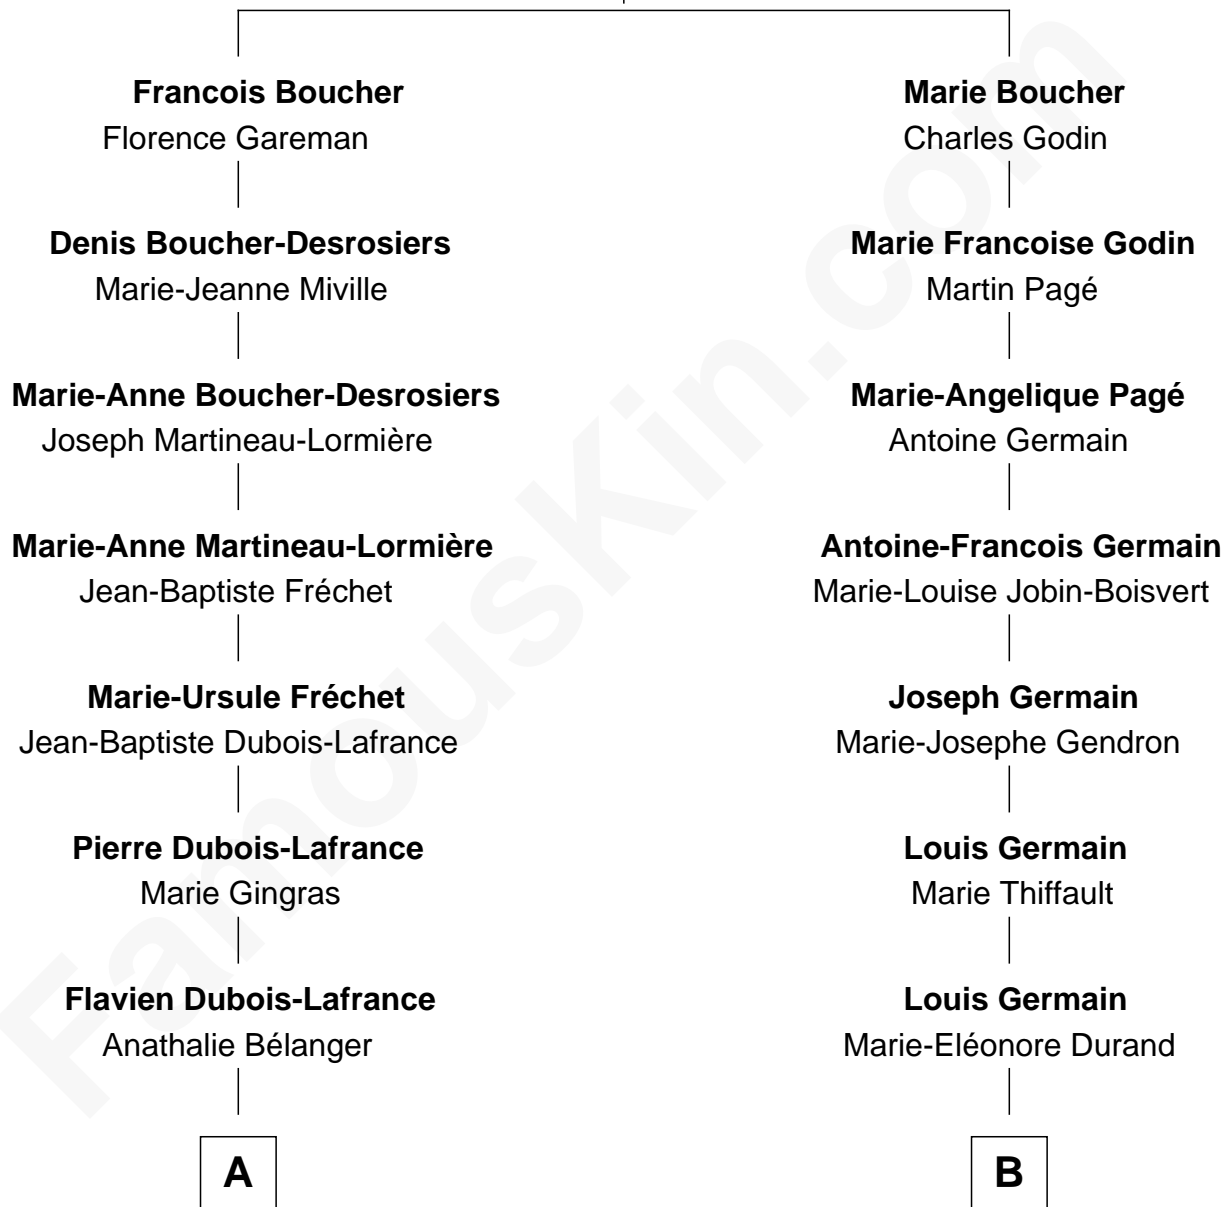 Francois Boucher
Florence Gareman
Denis Boucher-Desrosiers
Marie-Jeanne Miville
Marie-Anne Boucher-Desrosiers
Joseph Martineau-Lormière
Marie-Anne Martineau-Lormière
Jean-Baptiste Fréchet
Marie-Ursule Fréchet
Jean-Baptiste Dubois-Lafrance
Pierre Dubois-Lafrance
Marie Gingras
Flavien Dubois-Lafrance
Anathalie Bélanger
A
Marie Boucher
Charles Godin
Marie Francoise Godin
Martin Pagé
Marie-Angelique Pagé
Antoine Germain
Antoine-Francois Germain
Marie-Louise Jobin-Boisvert
Joseph Germain
Marie-Josephe Gendron
Louis Germain
Marie Thiffault
Louis Germain
Marie-Eléonore Durand
B
FamousKin.com